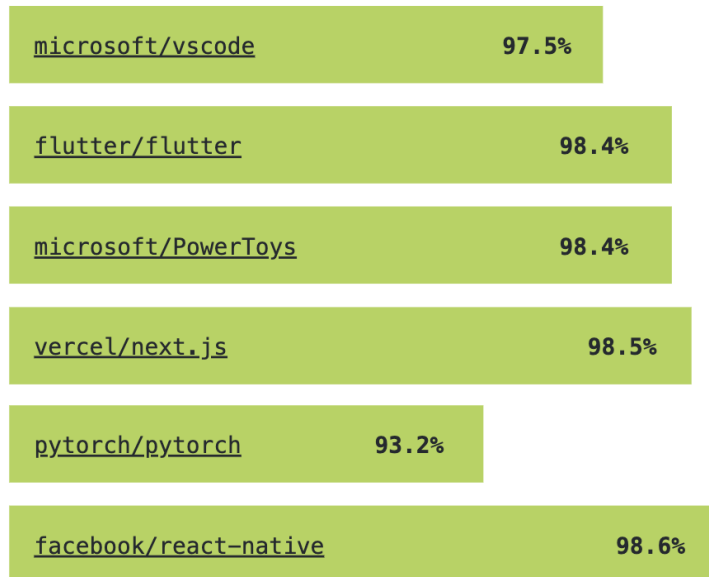 microsoft/vscode 97.5%
flutter/flutter 98.4%
microsoft/PowerToys 98.4%
vercel/next.js 98.5%
pytorch/pytorch 93.2%
facebook/react-native 98.6%